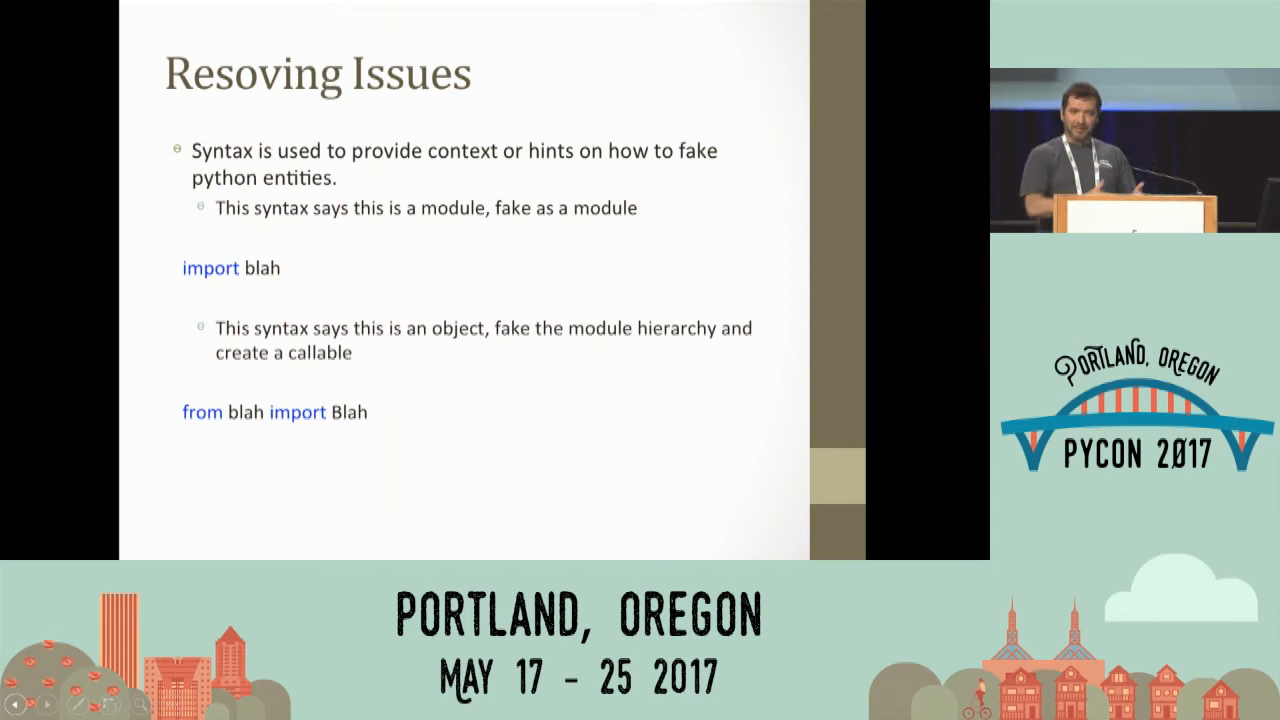 Resoving Issues
Syntax is used to provide context or hints on how to fake
python entities.
This syntax says this is a module, fake as a module
import blah
This syntax says this is an object, fake the module hierarchy and
create a callable
from blah import Blah
PORTLAND, OREGON
PYCON 2017
PORTLAND, OREGON
MAY 17 - 25 2017